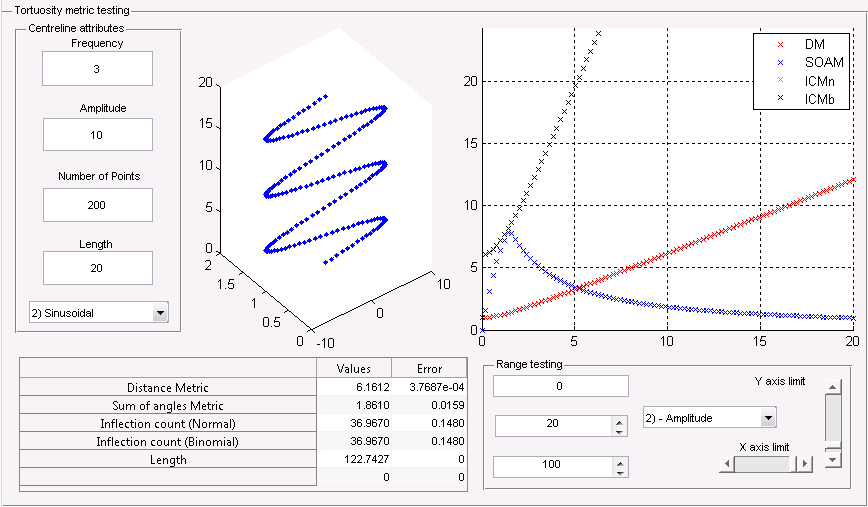 Tortuosity metric testing
Centreline attributes
Frequency
3
Amplitude
10
Number of Points
200
Length
20
2) Sinusoidal
20
15
10
5
0
2
1.5
1
0.5
0
-10
0
10
20
15
10
5
0
0
5
10
15
20
DM
SOAM
ICMn
ICMb
Values Error
Distance Metric 6.1612 3.7687e-04
Sum of angles Metric 1.8610 0.0159
Inflection count (Normal) 36.9670 0.1480
Inflection count (Binomial) 36.9670 0.1480
Length 122.7427 0
0 0
Range testing
0
20
100
2) - Amplitude
Y axis limit
X axis limit